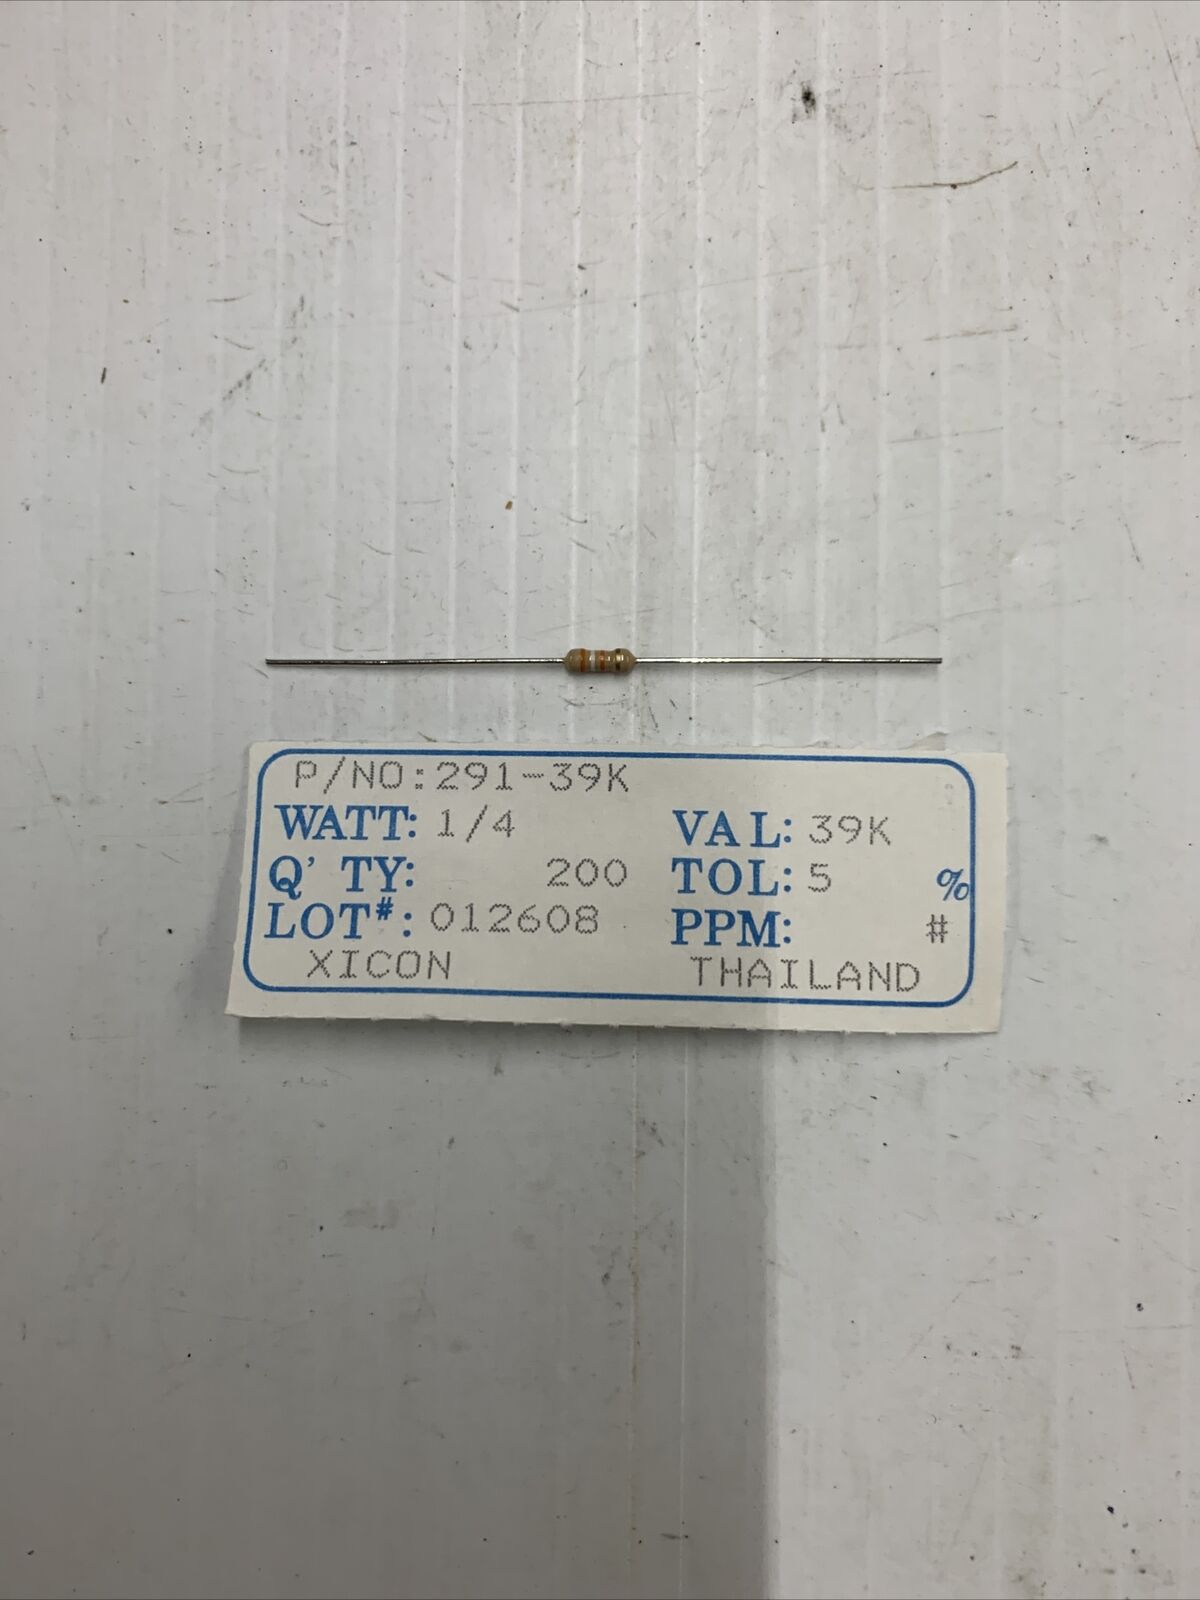 P/NO:291-39K
WATT: 1/4 VAL: 39K
Q' TY: 200 TOL: 5 %
LOT#: 012608 PPM: #
XICON THAILAND